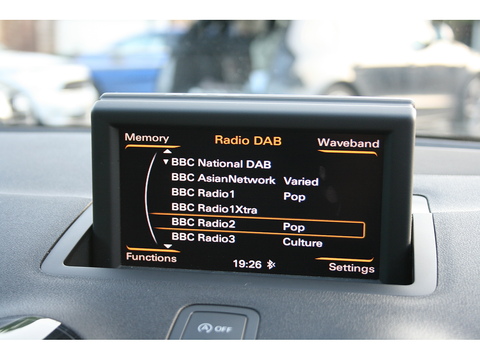 Memory
Radio DAB
Waveband
BBC National DAB
BBC AsianNetwork Varied
BBC Radio1 Pop
BBC Radio1Xtra
BBC Radio2 Pop
BBC Radio3 Culture
Functions
19:26
Settings
OFF